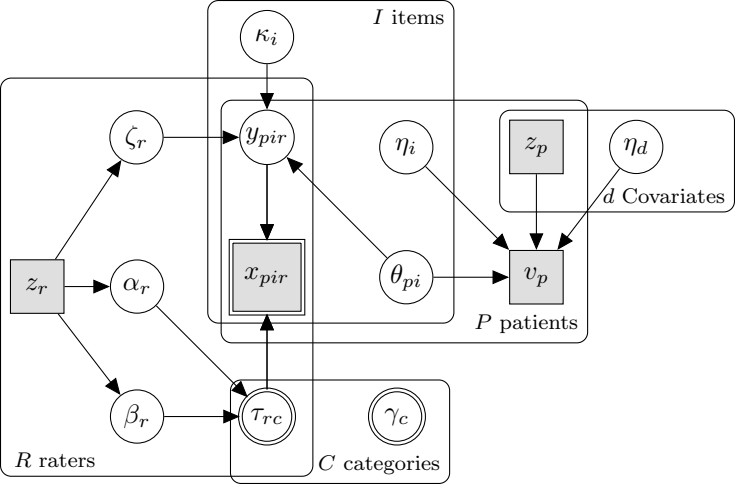 κ_i
I items
ζ_r
y_pir
η_i
z_p
η_d
d Covariates
z_r
α_r
x_pir
θ_pi
v_p
P patients
β_r
τ_rc
γ_c
R raters
C categories